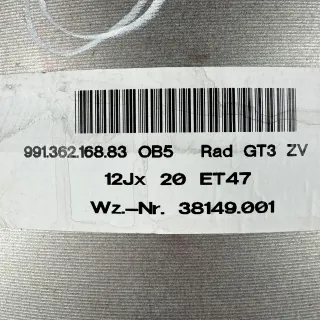 991.362.168.83 OB5 Rad GT3 ZV
12Jx 20 ET47
Wz.-Nr. 38149.001